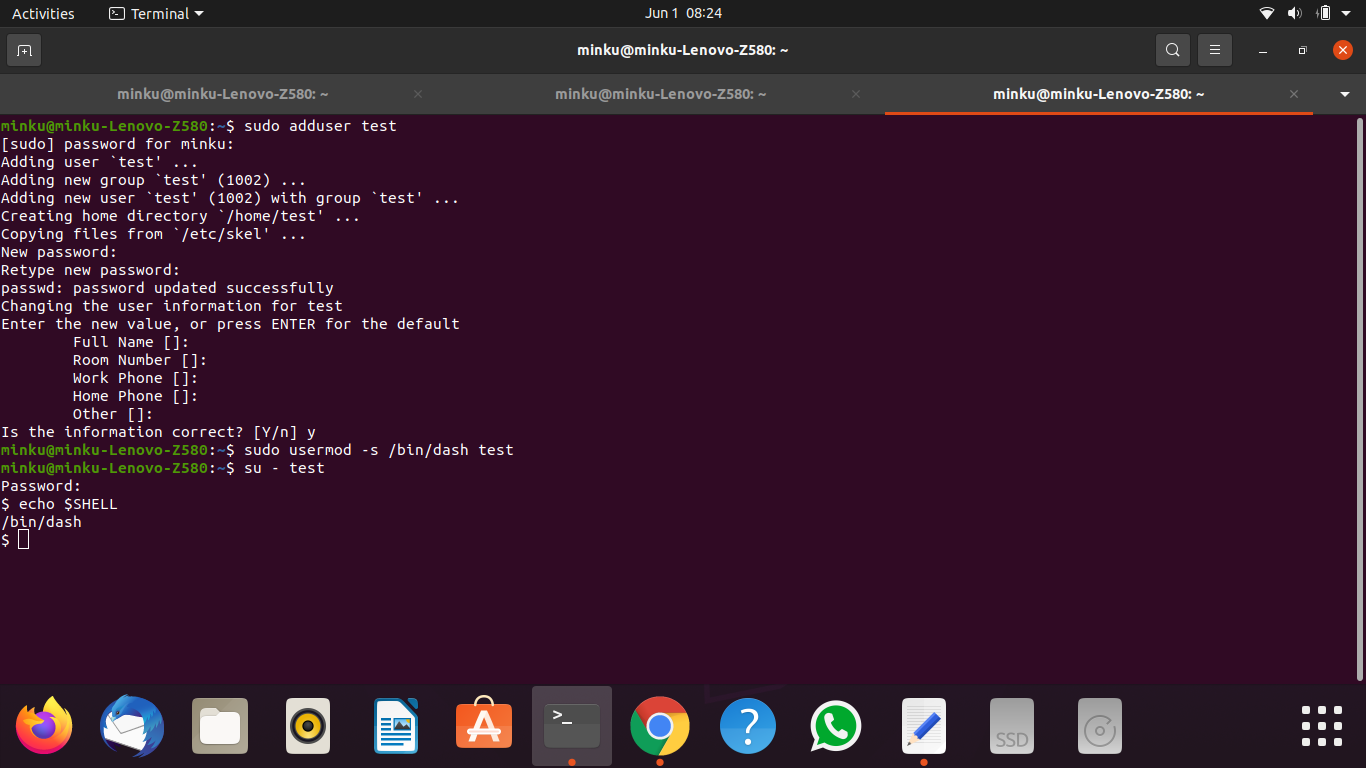 Activities
Terminal
Jun 1 08:24
minku@minku-Lenovo-Z580: ~
minku@minku-Lenovo-Z580: ~
minku@minku-Lenovo-Z580: ~
minku@minku-Lenovo-Z580: ~
minku@minku-Lenovo-Z580:~$ sudo adduser test
[sudo] password for minku:
Adding user `test' ...
Adding new group `test' (1002) ...
Adding new user `test' (1002) with group `test' ...
Creating home directory `/home/test' ...
Copying files from `/etc/skel' ...
New password:
Retype new password:
passwd: password updated successfully
Changing the user information for test
Enter the new value, or press ENTER for the default
        Full Name []:
        Room Number []:
        Work Phone []:
        Home Phone []:
        Other []:
Is the information correct? [Y/n] y
minku@minku-Lenovo-Z580:~$ sudo usermod -s /bin/dash test
minku@minku-Lenovo-Z580:~$ su - test
Password:
$ echo $SHELL
/bin/dash
$
>_
?
SSD